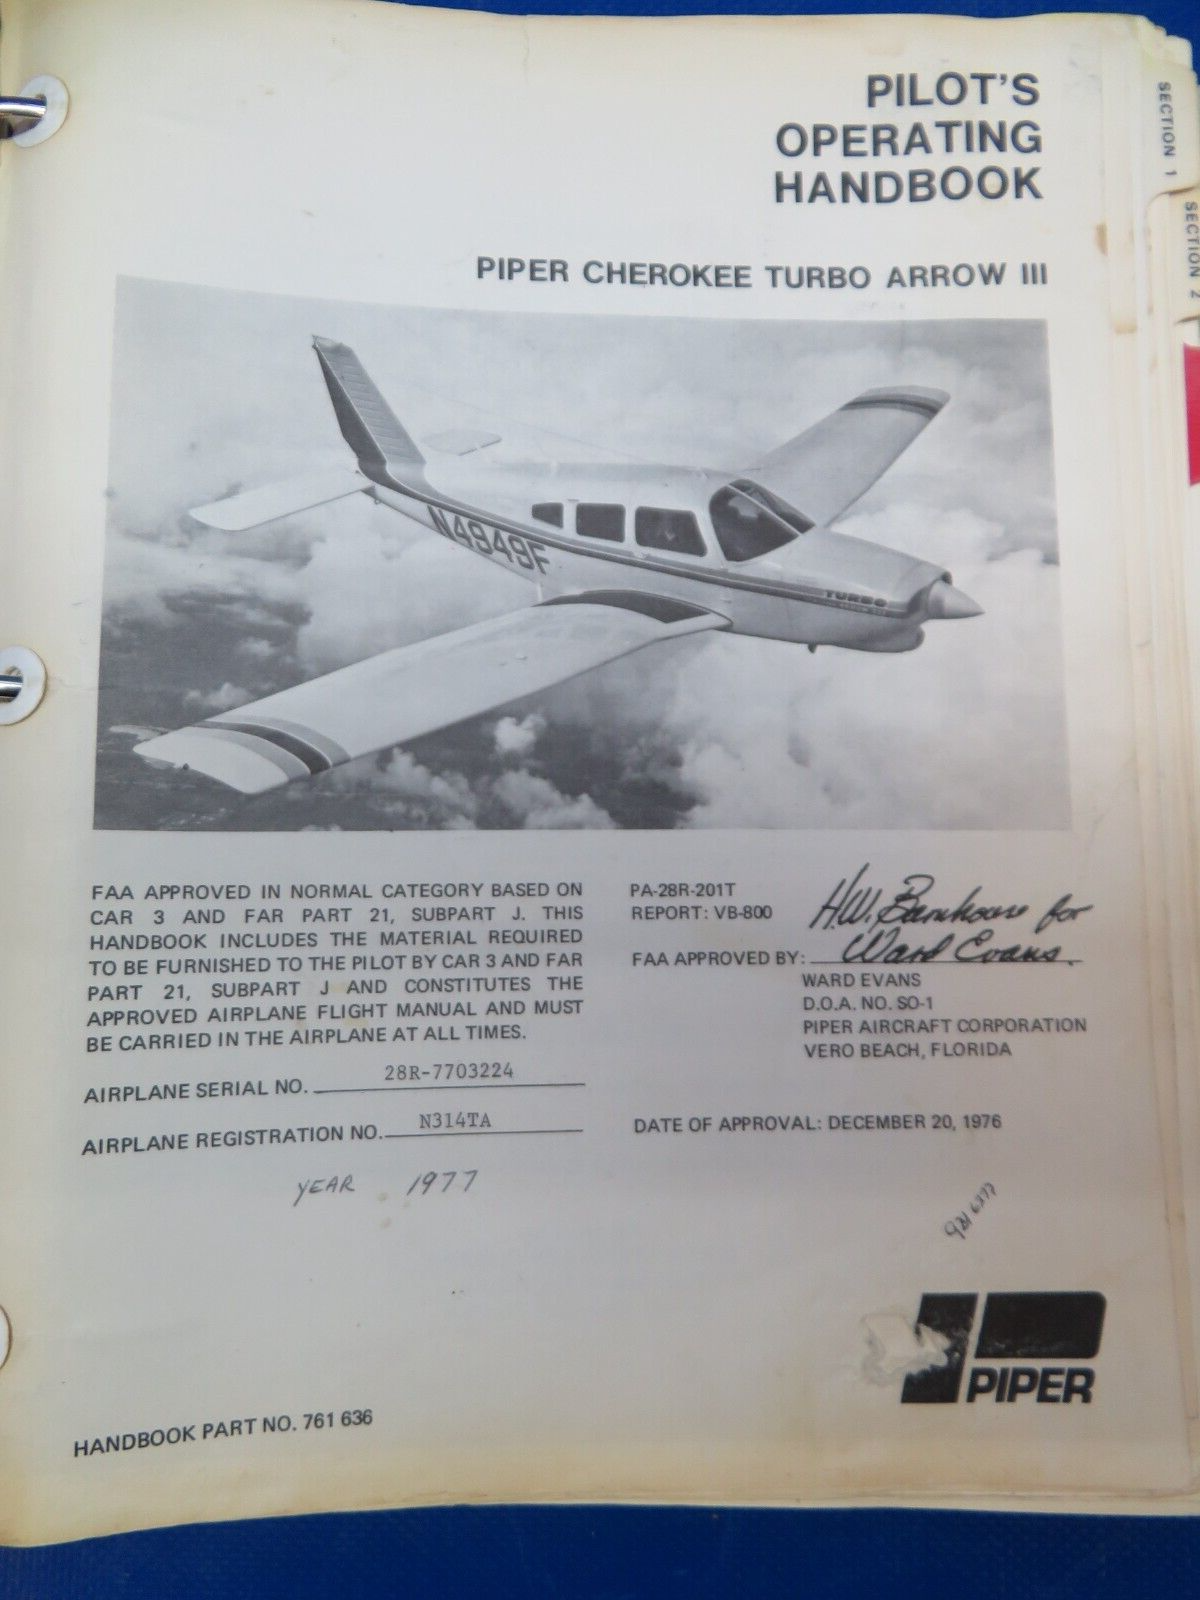 PILOT'S
OPERATING
HANDBOOK
SECTION 1
SECTION 2
PIPER CHEROKEE TURBO ARROW III
N4949F
TURBO
FAA APPROVED IN NORMAL CATEGORY BASED ON
CAR 3 AND FAR PART 21, SUBPART J. THIS
HANDBOOK INCLUDES THE MATERIAL REQUIRED
TO BE FURNISHED TO THE PILOT BY CAR 3 AND FAR
PART 21, SUBPART J AND CONSTITUTES THE
APPROVED AIRPLANE FLIGHT MANUAL AND MUST
BE CARRIED IN THE AIRPLANE AT ALL TIMES.
AIRPLANE SERIAL NO. 28R-7703224
AIRPLANE REGISTRATION NO. N314TA
YEAR 1977
PA-28R-201T
REPORT: VB-800
H.W. Barnhouse for
FAA APPROVED BY: Ward Evans.
WARD EVANS
D.O.A. NO. SO-1
PIPER AIRCRAFT CORPORATION
VERO BEACH, FLORIDA
DATE OF APPROVAL: DECEMBER 20, 1976
PIPER
HANDBOOK PART NO. 761 636